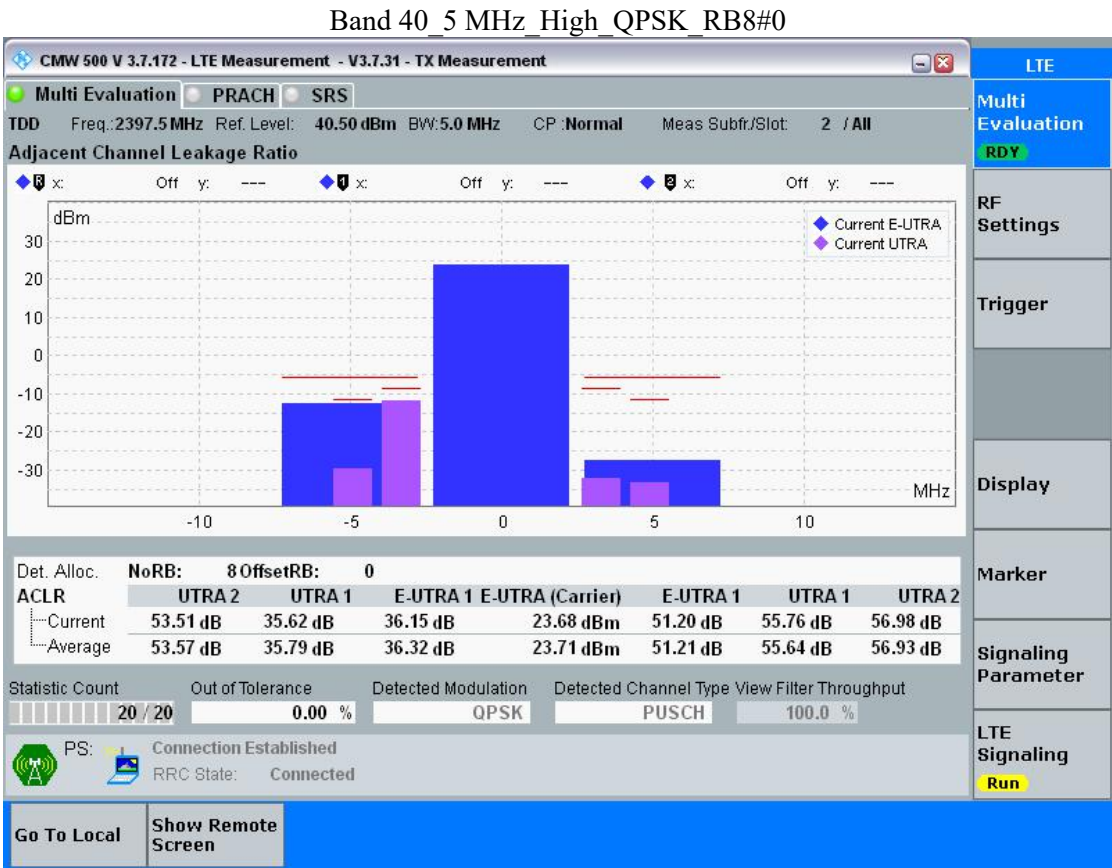 Band 40_5 MHz_High_QPSK_RB8#0
CMW 500 V 3.7.172 - LTE Measurement - V3.7.31 - TX Measurement
LTE
Multi Evaluation PRACH SRS
TDD Freq.:2397.5 MHz Ref. Level: 40.50 dBm BW:5.0 MHz CP :Normal Meas Subfr./Slot: 2 / All
Adjacent Channel Leakage Ratio
R x: Off y: --- 1 x: Off y: --- 2 x: Off y: ---
dBm
Current E-UTRA
Current UTRA
30
20
10
0
-10
-20
-30
MHz
-10 -5 0 5 10
Det. Alloc. NoRB: 8 OffsetRB: 0
ACLR UTRA 2 UTRA 1 E-UTRA 1 E-UTRA (Carrier) E-UTRA 1 UTRA 1 UTRA 2
Current 53.51 dB 35.62 dB 36.15 dB 23.68 dBm 51.20 dB 55.76 dB 56.98 dB
Average 53.57 dB 35.79 dB 36.32 dB 23.71 dBm 51.21 dB 55.64 dB 56.93 dB
Statistic Count Out of Tolerance Detected Modulation Detected Channel Type View Filter Throughput
20 / 20 0.00 % QPSK PUSCH 100.0 %
PS: Connection Established
RRC State: Connected
Multi
Evaluation
RDY
RF
Settings
Trigger
Display
Marker
Signaling
Parameter
LTE
Signaling
Run
Go To Local
Show Remote
Screen